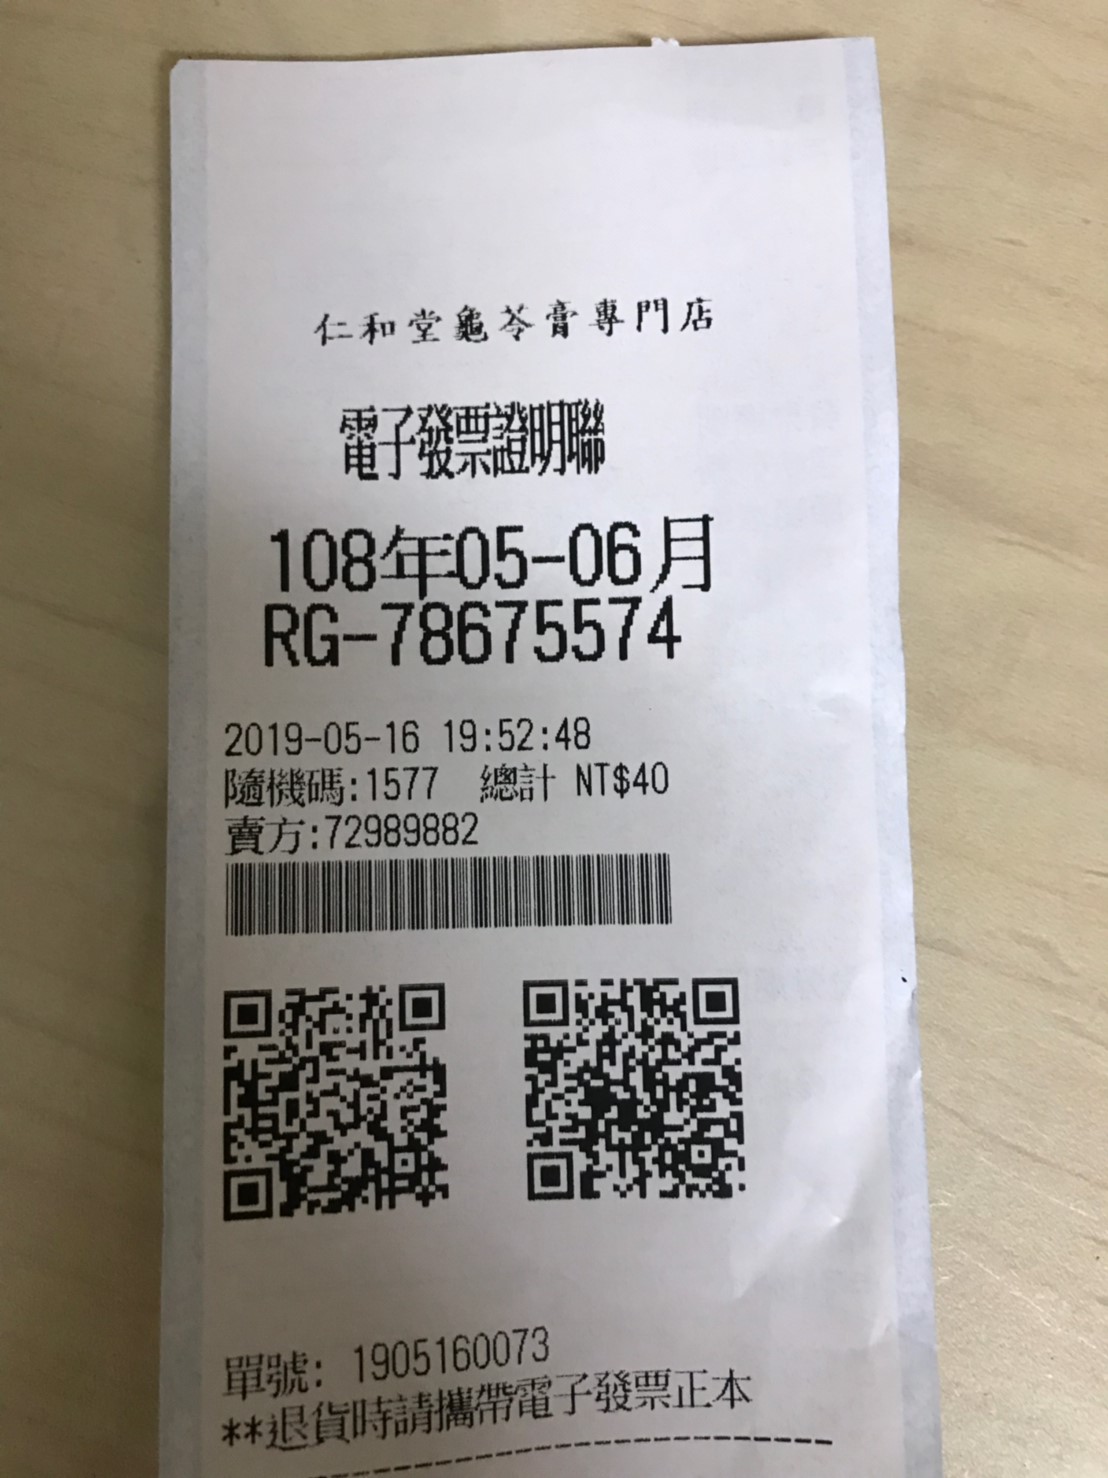 仁和堂龜苓膏專門店
電子發票證明聯
108年05-06月
RG-78675574
2019-05-16 19:52:48
隨機碼:1577 總計 NT$40
賣方:72989882
單號: 1905160073
**退貨時請攜帶電子發票正本